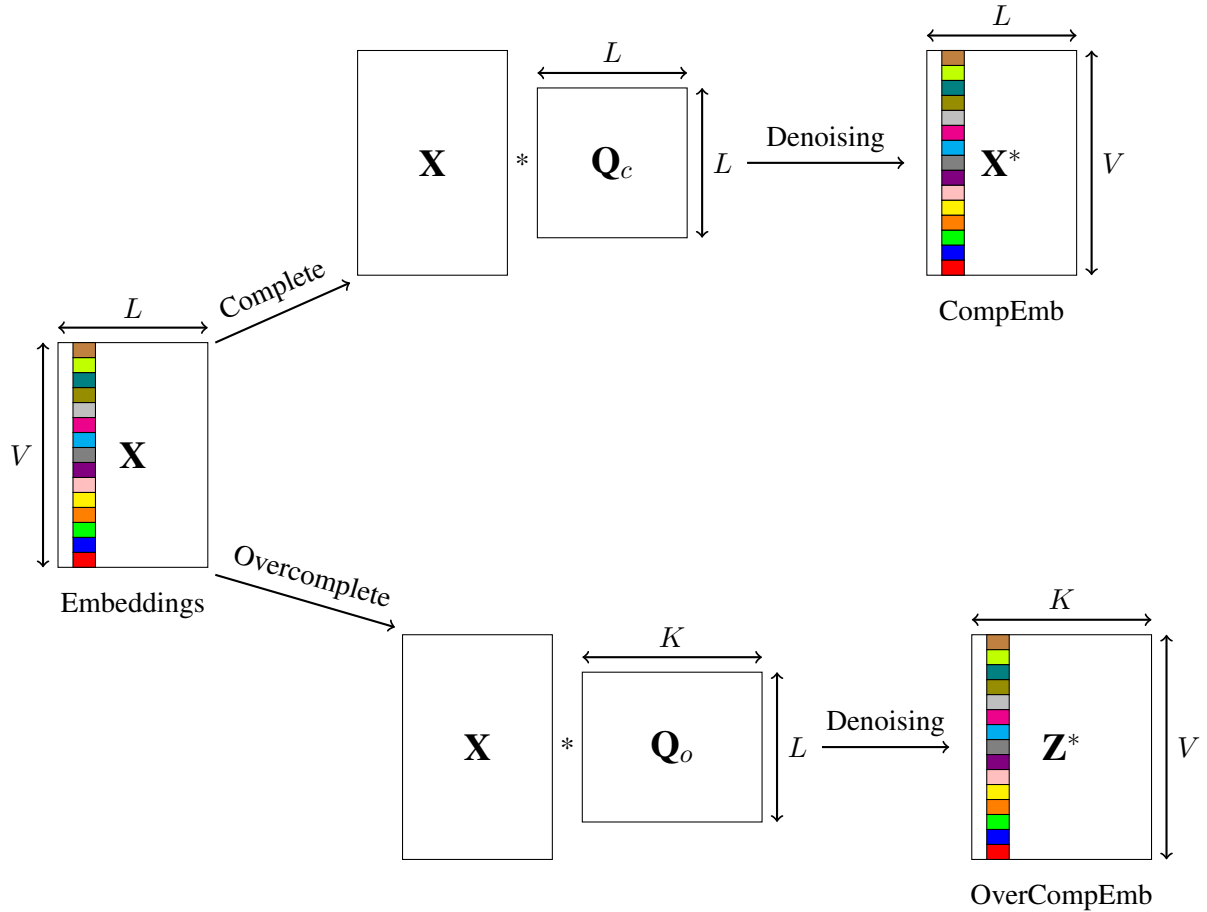 L
L
X
*
Q_c
L
Denoising
X*
V
CompEmb
Complete
L
V
X
Embeddings
Overcomplete
K
K
X
*
Q_o
L
Denoising
Z*
V
OverCompEmb